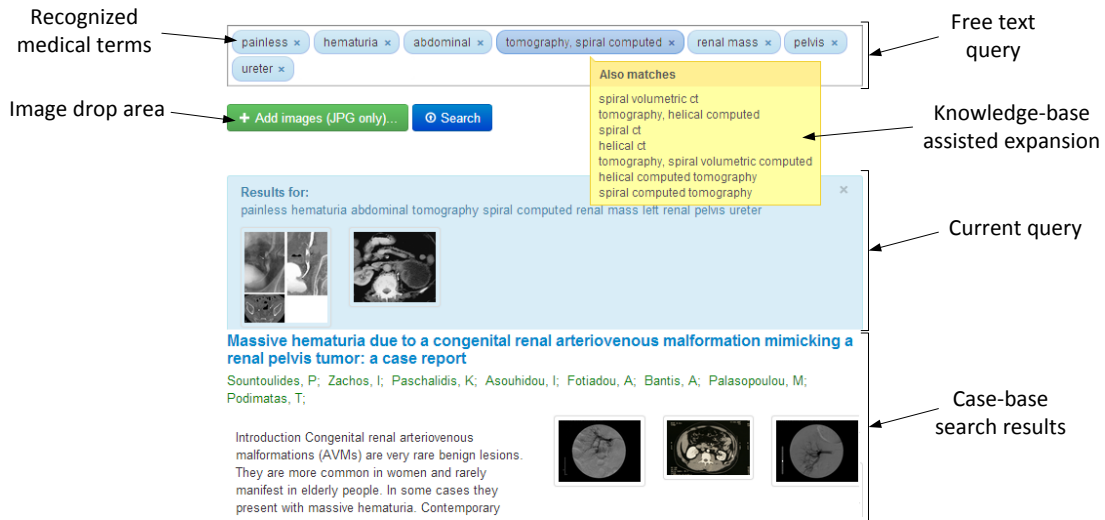 Recognized
medical terms
painless × hematuria × abdominal × tomography, spiral computed × renal mass × pelvis ×
ureter ×
Free text
query
Also matches
spiral volumetric ct
tomography, helical computed
spiral ct
helical ct
tomography, spiral volumetric computed
helical computed tomography
spiral computed tomography
Image drop area
+ Add images (JPG only)... Search
Knowledge-base
assisted expansion
Results for: ×
painless hematuria abdominal tomography spiral computed renal mass left renal pelvis ureter
Current query
Massive hematuria due to a congenital renal arteriovenous malformation mimicking a
renal pelvis tumor: a case report
Sountoulides, P; Zachos, I; Paschalidis, K; Asouhidou, I; Fotiadou, A; Bantis, A; Palasopoulou, M;
Podimatas, T;
Case-base
search results
Introduction Congenital renal arteriovenous
malformations (AVMs) are very rare benign lesions.
They are more common in women and rarely
manifest in elderly people. In some cases they
present with massive hematuria. Contemporary